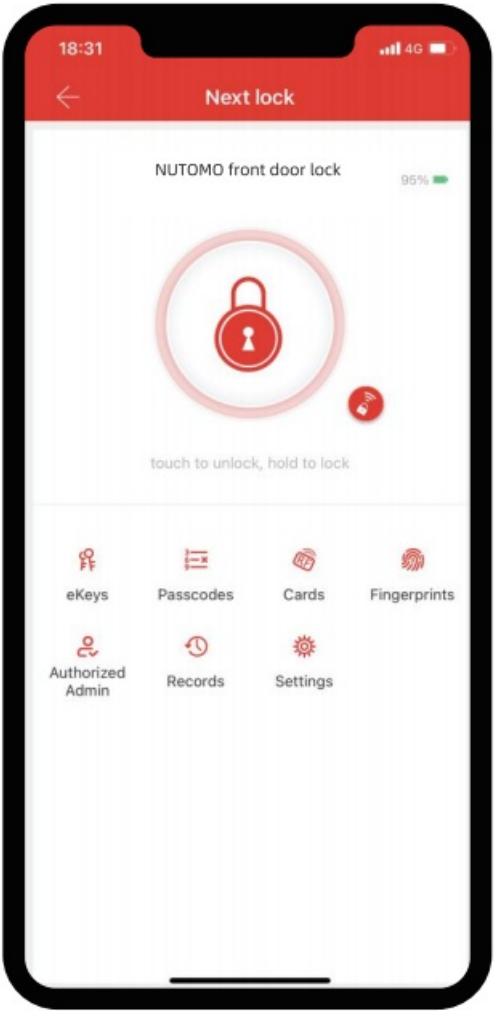 18:31
4G
Next lock
NUTOMO front door lock
95%
touch to unlock, hold to lock
eKeys
Passcodes
Cards
Fingerprints
Authorized
Admin
Records
Settings